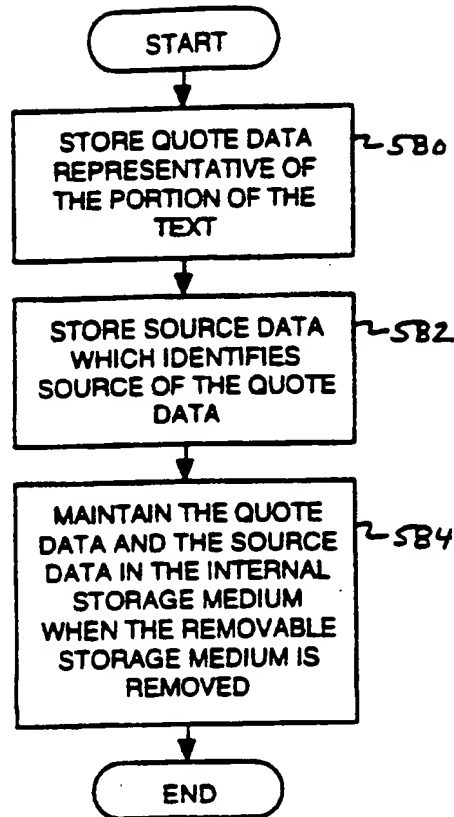 START
STORE QUOTE DATA
REPRESENTATIVE OF
THE PORTION OF THE
TEXT
580
STORE SOURCE DATA
WHICH IDENTIFIES
SOURCE OF THE QUOTE
DATA
582
MAINTAIN THE QUOTE
DATA AND THE SOURCE
DATA IN THE INTERNAL
STORAGE MEDIUM
WHEN THE REMOVABLE
STORAGE MEDIUM IS
REMOVED
584
END